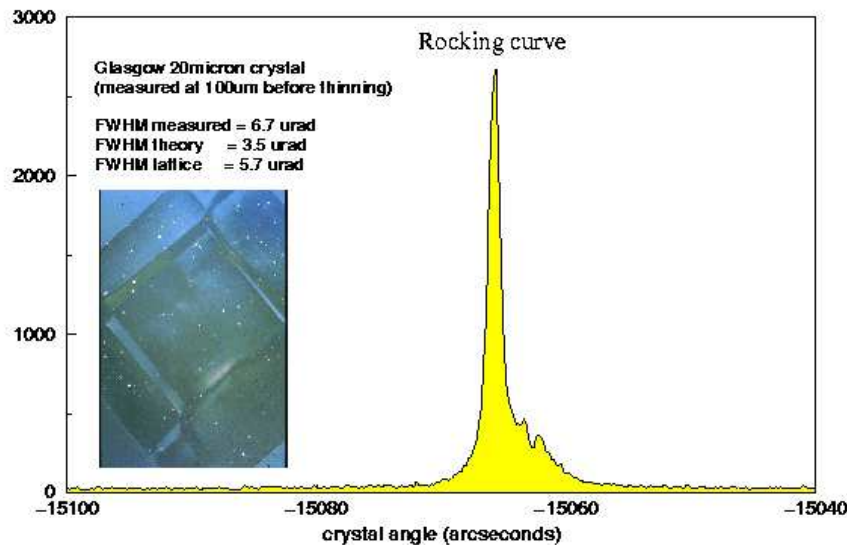 3000
Rocking curve
Glasgow 20micron crystal
(measured at 100um before thinning)
FWHM measured = 6.7 urad
FWHM theory = 3.5 urad
FWHM lattice = 5.7 urad
2000
1000
0
−15100 −15080 −15060 −15040
crystal angle (arcseconds)